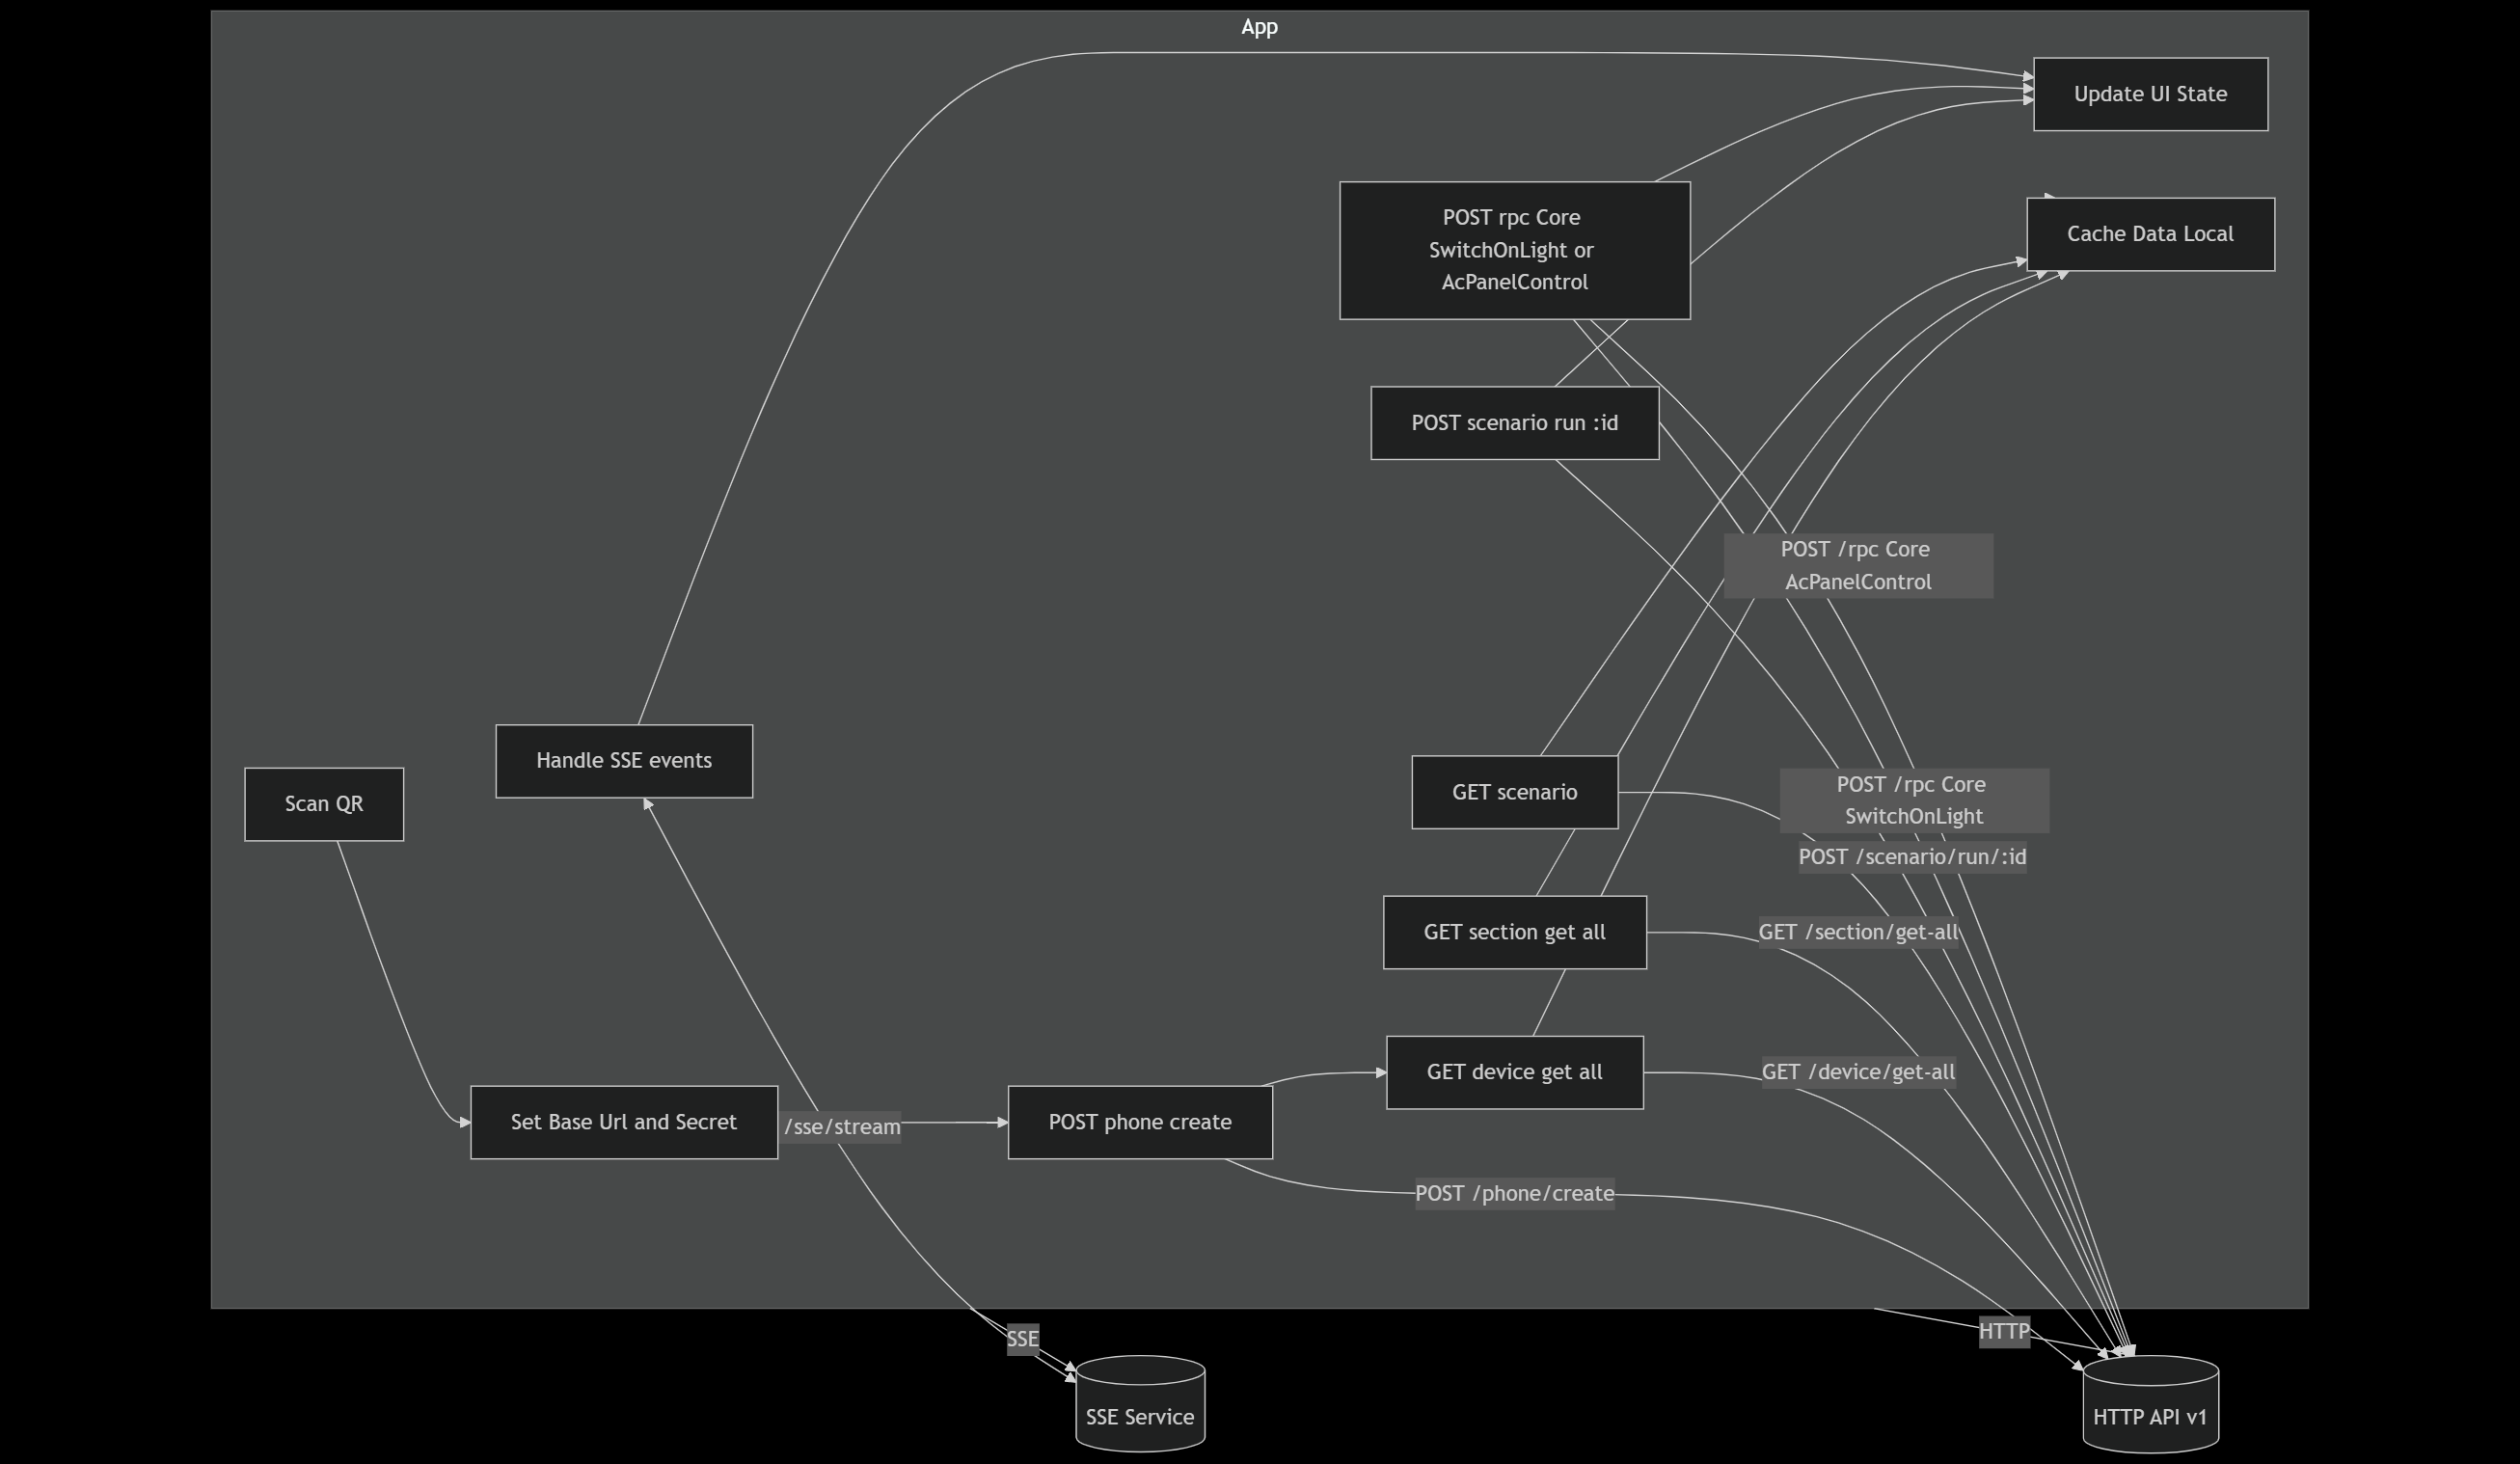 App
Update UI State
POST rpc Core
SwitchOnLight or
AcPanelControl
Cache Data Local
POST scenario run :id
POST /rpc Core
AcPanelControl
Handle SSE events
Scan QR
GET scenario
POST /rpc Core
SwitchOnLight
POST /scenario/run/:id
GET section get all
GET /section/get-all
GET device get all
GET /device/get-all
Set Base Url and Secret
/sse/stream
POST phone create
POST /phone/create
SSE
HTTP
SSE Service
HTTP API v1